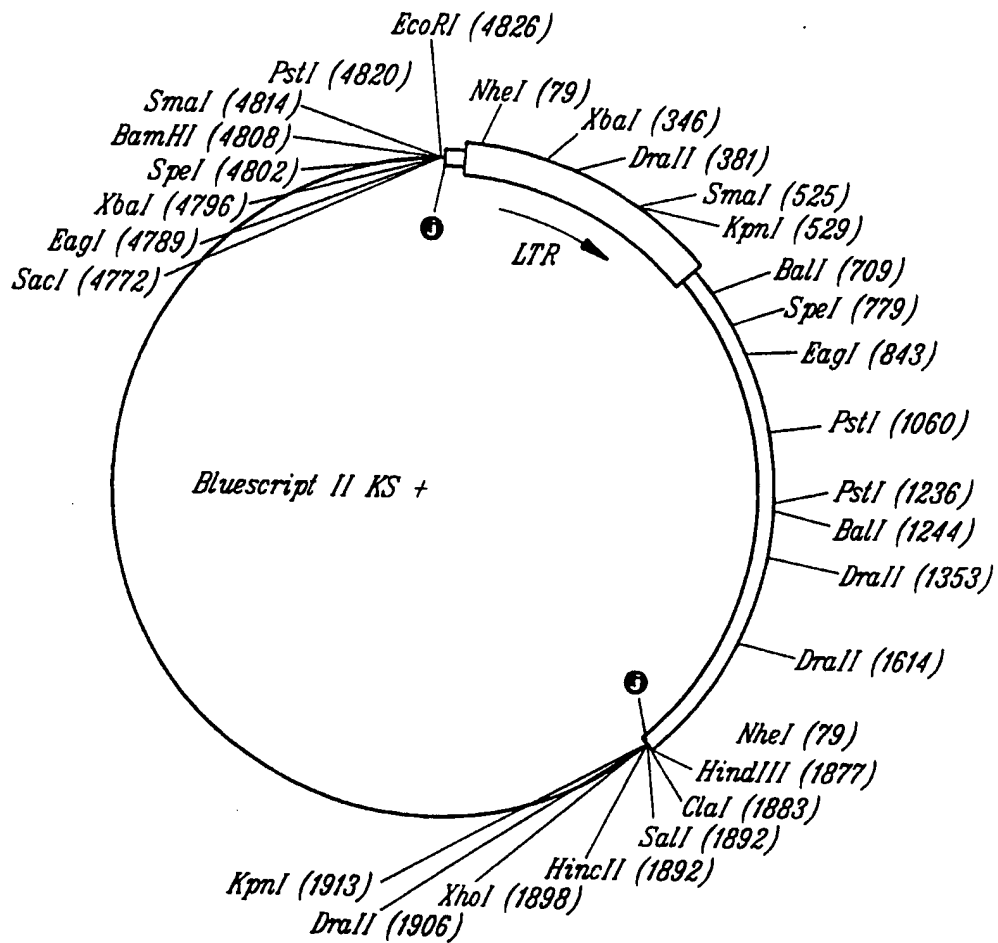 EcoRI (4826)
PstI (4820)
SmaI (4814)
BamHI (4808)
SpeI (4802)
XbaI (4796)
EagI (4789)
SacI (4772)
NheI (79)
XbaI (346)
DraII (381)
SmaI (525)
KpnI (529)
LTR
BalI (709)
SpeI (779)
EagI (843)
PstI (1060)
Bluescript II KS +
PstI (1236)
BalI (1244)
DraII (1353)
DraII (1614)
NheI (79)
HindIII (1877)
ClaI (1883)
SalI (1892)
HincII (1892)
XhoI (1898)
DraII (1906)
KpnI (1913)